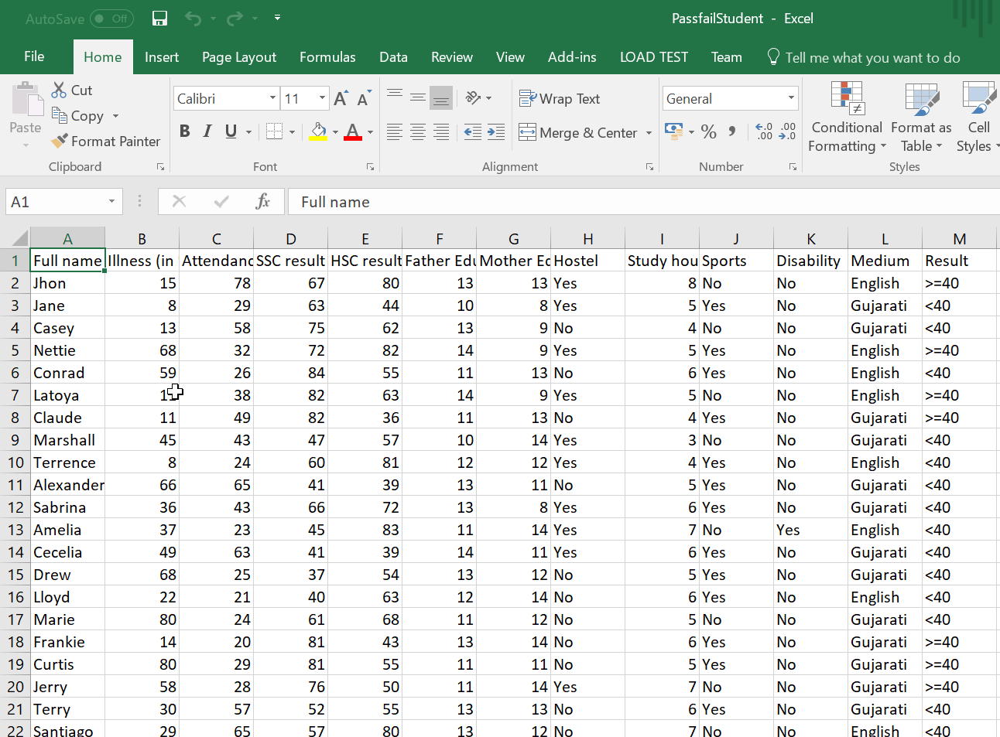 AutoSave Off PassfailStudent - Excel
File Home Insert Page Layout Formulas Data Review View Add-ins LOAD TEST Team Tell me what you want to do
Paste Cut Copy Format Painter Clipboard
Calibri 11 A A B I U A Font
Wrap Text Merge & Center Alignment
General % , .0 .00 .00 .0 Number
Conditional Formatting Format as Table Cell Styles Styles
A1 fx Full name
A B C D E F G H I J K L M
1 Full name Illness (in Attendanc SSC result HSC result Father Edu Mother Ed Hostel Study hou Sports Disability Medium Result
2 Jhon 15 78 67 80 13 13 Yes 8 No No English >=40
3 Jane 8 29 63 44 10 8 Yes 5 Yes No Gujarati <40
4 Casey 13 58 75 62 13 9 No 4 No No Gujarati <40
5 Nettie 68 32 72 82 14 9 Yes 5 Yes No English >=40
6 Conrad 59 26 84 55 11 13 No 6 Yes No English <40
7 Latoya 38 82 63 14 9 Yes 5 No No English >=40
8 Claude 11 49 82 36 11 13 No 4 Yes No Gujarati >=40
9 Marshall 45 43 47 57 10 14 Yes 3 No No Gujarati <40
10 Terrence 8 24 60 81 12 12 Yes 4 Yes No English <40
11 Alexander 66 65 41 39 13 11 No 5 Yes No Gujarati <40
12 Sabrina 36 43 66 72 13 8 Yes 6 Yes No Gujarati <40
13 Amelia 37 23 45 83 11 14 Yes 7 No Yes English <40
14 Cecelia 49 63 41 39 14 11 Yes 6 Yes No Gujarati <40
15 Drew 68 25 37 54 13 12 No 5 Yes No Gujarati <40
16 Lloyd 22 21 40 63 12 14 No 6 Yes No English <40
17 Marie 80 24 61 68 11 12 No 5 No No Gujarati <40
18 Frankie 14 20 81 43 13 14 No 6 Yes No Gujarati >=40
19 Curtis 80 29 81 55 11 11 No 5 Yes No Gujarati >=40
20 Jerry 58 28 76 50 11 14 Yes 7 No No Gujarati >=40
21 Terry 30 57 52 55 13 13 No 6 Yes No Gujarati <40
22 Santiago 29 65 57 80 13 12 No 7 No No English <40